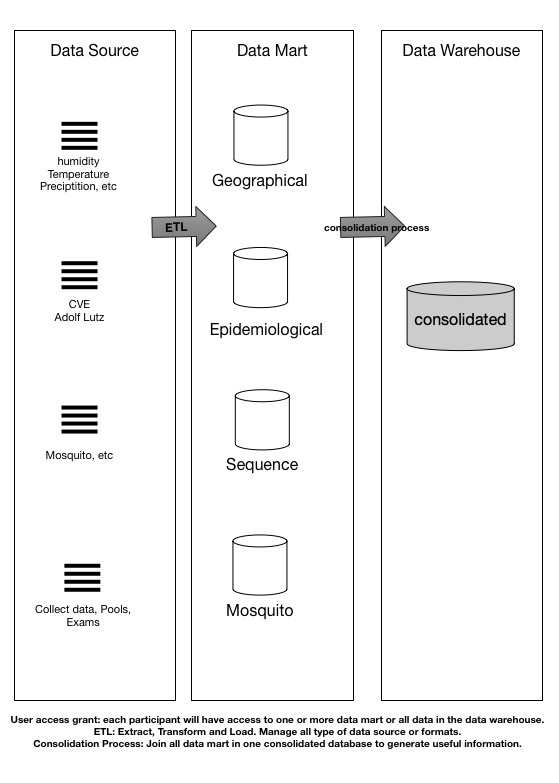 Data Source
humidity
Temperature
Preciptition, etc
CVE
Adolf Lutz
Mosquito, etc
Collect data, Pools,
Exams
ETL
Data Mart
Geographical
Epidemiological
Sequence
Mosquito
consolidation process
Data Warehouse
consolidated
User access grant: each participant will have access to one or more data mart or all data in the data warehouse.
ETL: Extract, Transform and Load. Manage all type of data source or formats.
Consolidation Process: Join all data mart in one consolidated database to generate useful information.